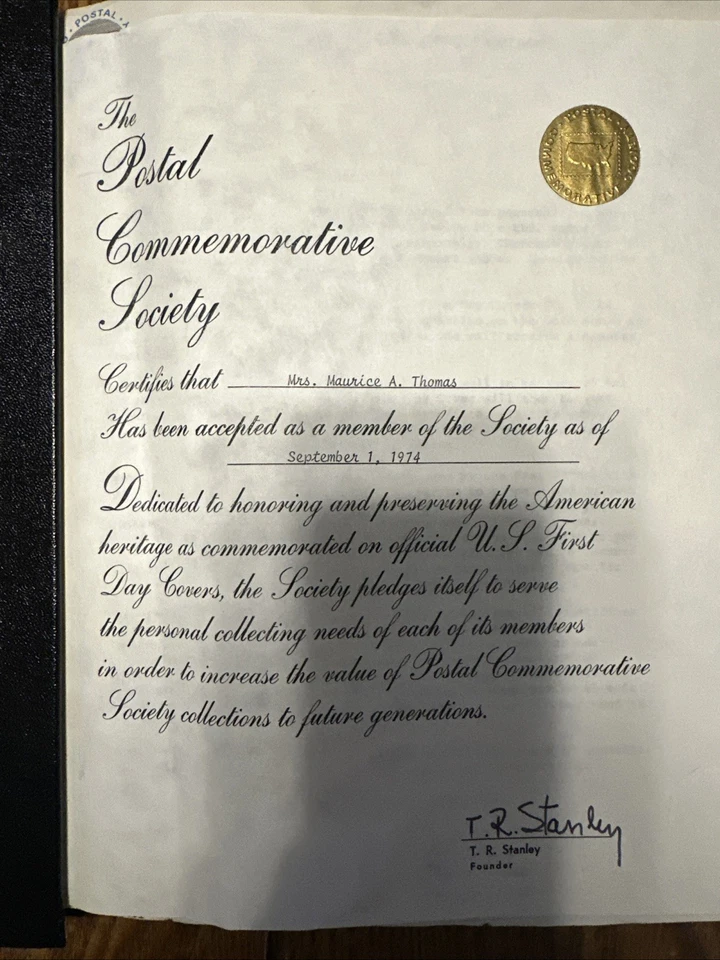 POSTAL
The
Postal
Commemorative
Society
POSTAL
COMMEMORATIVE
Certifies that Mrs. Maurice A. Thomas
Has been accepted as a member of the Society as of
September 1, 1974
Dedicated to honoring and preserving the American
heritage as commemorated on official U.S. First
Day Covers, the Society pledges itself to serve
the personal collecting needs of each of its members
in order to increase the value of Postal Commemorative
Society collections to future generations.
T.R. Stanley
T. R. Stanley
Founder